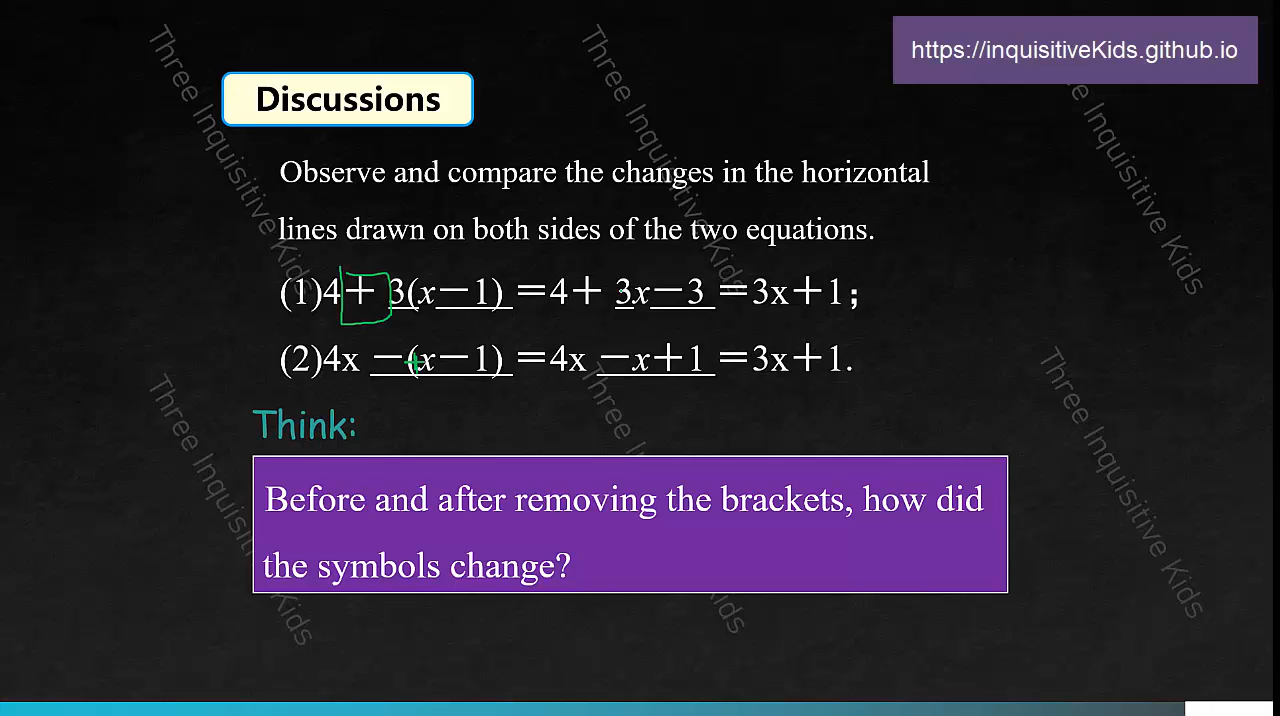 https://inquisitiveKids.github.io
Discussions
Observe and compare the changes in the horizontal
lines drawn on both sides of the two equations.
(1)4+ 3(x−1)=4+ 3x−3=3x+1;
(2)4x −(x−1)=4x −x+1=3x+1.
Think:
Before and after removing the brackets, how did
the symbols change?
Three Inquisitive Kids
Three Inquisitive Kids
Three Inquisitive Kids
Three Inquisitive Kids
Three Inquisitive Kids
Three Inquisitive Kids